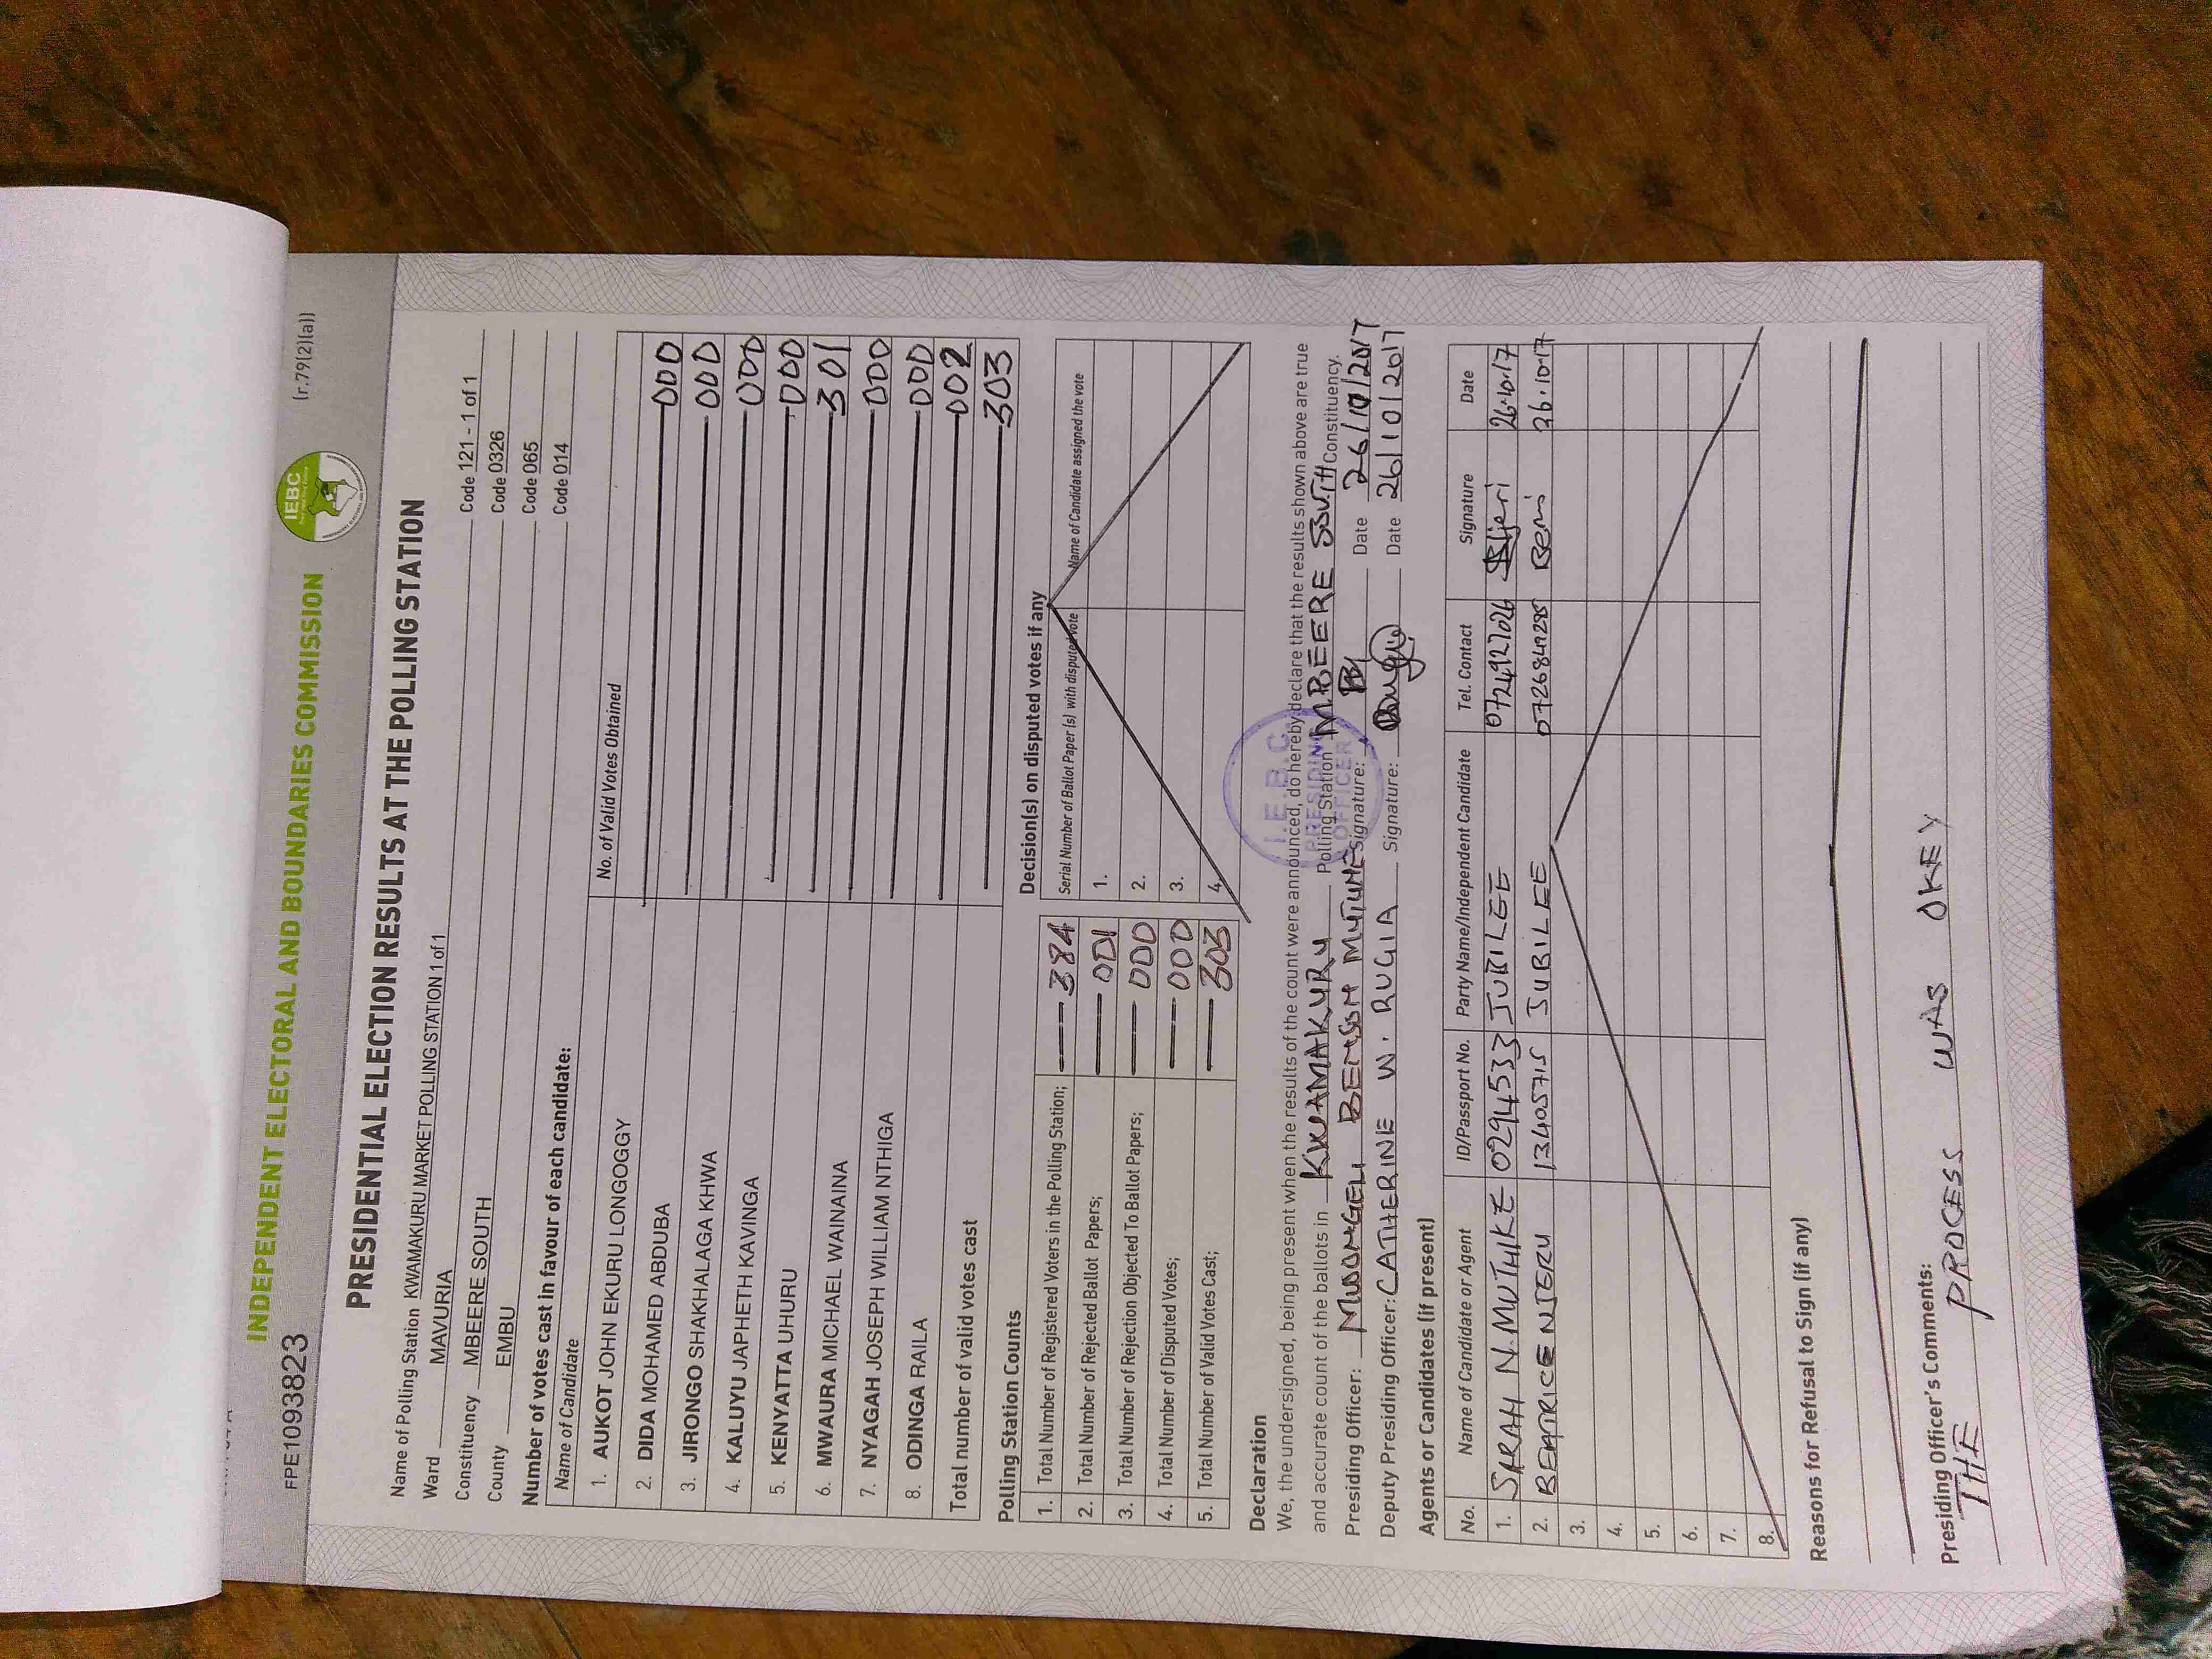 INDEPENDENT ELECTORAL AND BOUNDARIES COMMISSION
IEBC
FPE1093823
(r.79(2)(a))
PRESIDENTIAL ELECTION RESULTS AT THE POLLING STATION
Name of Polling Station KWAMAKURU MARKET POLLING STATION 1 of 1 Code 121 - 1 of 1
Ward MAVURIA Code 0326
Constituency MBEERE SOUTH Code 065
County EMBU Code 014
Number of votes cast in favour of each candidate:
Name of Candidate No. of Valid Votes Obtained
1. AUKOT JOHN EKURU LONGOGGY 000
2. DIDA MOHAMED ABDUBA 000
3. JIRONGO SHAKHALAGA KHWA 000
4. KALUYU JAPHETH KAVINGA 000
5. KENYATTA UHURU 301
6. MWAURA MICHAEL WAINAINA 000
7. NYAGAH JOSEPH WILLIAM NTHIGA 000
8. ODINGA RAILA 002
Total number of valid votes cast 303
Polling Station Counts
1. Total Number of Registered Voters in the Polling Station; 384
2. Total Number of Rejected Ballot Papers; 001
3. Total Number of Rejection Objected To Ballot Papers; 000
4. Total Number of Disputed Votes; 000
5. Total Number of Valid Votes Cast; 303
Decision(s) on disputed votes if any
Serial Number of Ballot Paper (s) with disputed vote Name of Candidate assigned the vote
1.
2.
3.
4.
Declaration
We, the undersigned, being present when the results of the count were announced, do hereby declare that the results shown above are true
and accurate count of the ballots in KWAMAKURU Polling Station MBEERE SOUTH Constituency.
Presiding Officer: MWONGELI BENSON MUTUNE Signature: Date 26/10/2017
Deputy Presiding Officer: CATHERINE W. RUGIA Signature: Date 26/10/2017
I.E.B.C.
PRESIDING
OFFICER
Agents or Candidates (if present)
No. Name of Candidate or Agent ID/Passport No. Party Name/Independent Candidate Tel. Contact Signature Date
1. SARAH N. MUTHIKE 0294533 JUBILEE 0724927026 26.10.17
2. BEATRICE NJERU 13405715 JUBILEE 0726849285 26.10.17
3.
4.
5.
6.
7.
8.
Reasons for Refusal to Sign (if any)
Presiding Officer's Comments:
THE PROCESS WAS OKEY